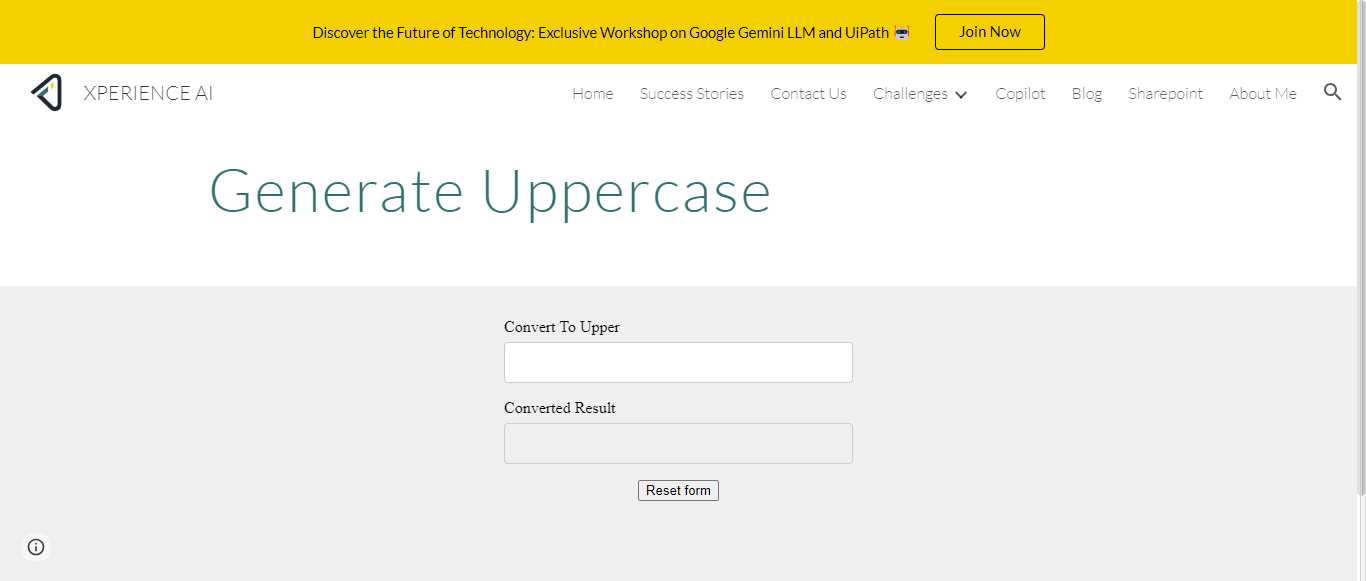 Discover the Future of Technology: Exclusive Workshop on Google Gemini LLM and UiPath 🤖 Join Now
XPERIENCE AI Home Success Stories Contact Us Challenges Copilot Blog Sharepoint About Me
Generate Uppercase
Convert To Upper
Converted Result
Reset form